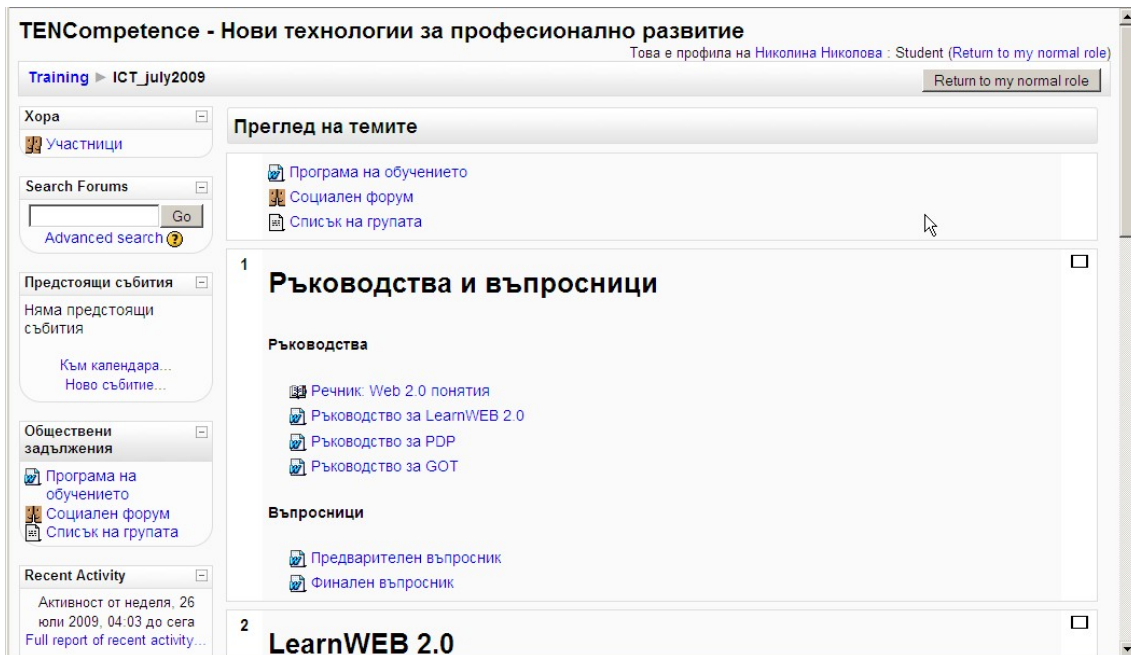 TENCompetence - Нови технологии за професионално развитие
Това е профила на Николина Николова : Student (Return to my normal role)
Training ► ICT_july2009
Return to my normal role
Хора
Участници
Search Forums
Go
Advanced search ?
Предстоящи събития
Няма предстоящи
събития
Към календара...
Ново събитие...
Обществени
задължения
Програма на
обучението
Социален форум
Списък на групата
Recent Activity
Активност от неделя, 26
юли 2009, 04:03 до сега
Full report of recent activity...
Преглед на темите
Програма на обучението
Социален форум
Списък на групата
1
Ръководства и въпросници
Ръководства
Речник: Web 2.0 понятия
Ръководство за LearnWEB 2.0
Ръководство за PDP
Ръководство за GOT
Въпросници
Предварителен въпросник
Финален въпросник
2
LearnWEB 2.0